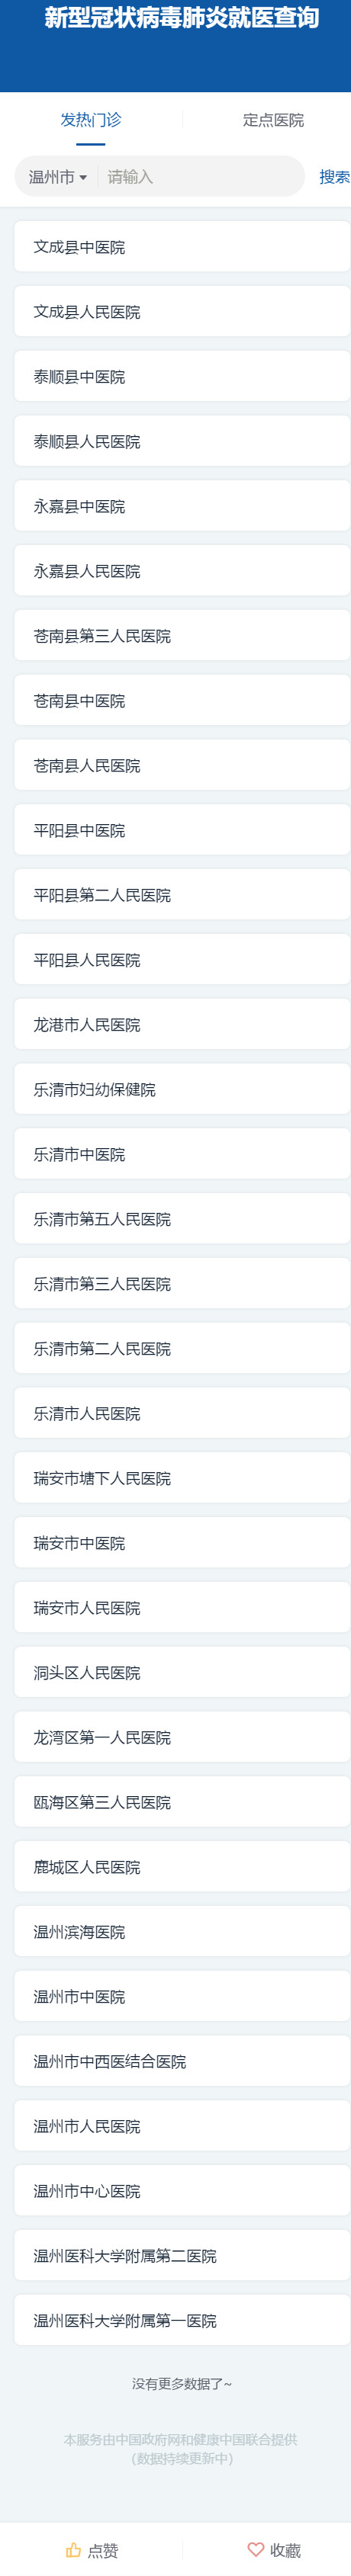 新型冠状病毒肺炎就医查询
发热门诊
定点医院
温州市
请输入
搜索
文成县中医院
文成县人民医院
泰顺县中医院
泰顺县人民医院
永嘉县中医院
永嘉县人民医院
苍南县第三人民医院
苍南县中医院
苍南县人民医院
平阳县中医院
平阳县第二人民医院
平阳县人民医院
龙港市人民医院
乐清市妇幼保健院
乐清市中医院
乐清市第五人民医院
乐清市第三人民医院
乐清市第二人民医院
乐清市人民医院
瑞安市塘下人民医院
瑞安市中医院
瑞安市人民医院
洞头区人民医院
龙湾区第一人民医院
瓯海区第三人民医院
鹿城区人民医院
温州滨海医院
温州市中医院
温州市中西医结合医院
温州市人民医院
温州市中心医院
温州医科大学附属第二医院
温州医科大学附属第一医院
没有更多数据了~
本服务由中国政府网和健康中国联合提供
（数据持续更新中）
点赞
收藏